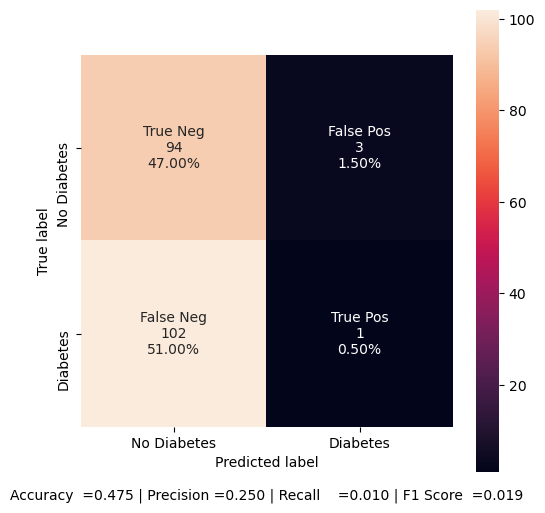 True Neg
94
47.00%
False Pos
3
1.50%
False Neg
102
51.00%
True Pos
1
0.50%
No Diabetes
Diabetes
True label
No Diabetes
Diabetes
Predicted label
100
80
60
40
20
Accuracy  =0.475 | Precision =0.250 | Recall    =0.010 | F1 Score  =0.019